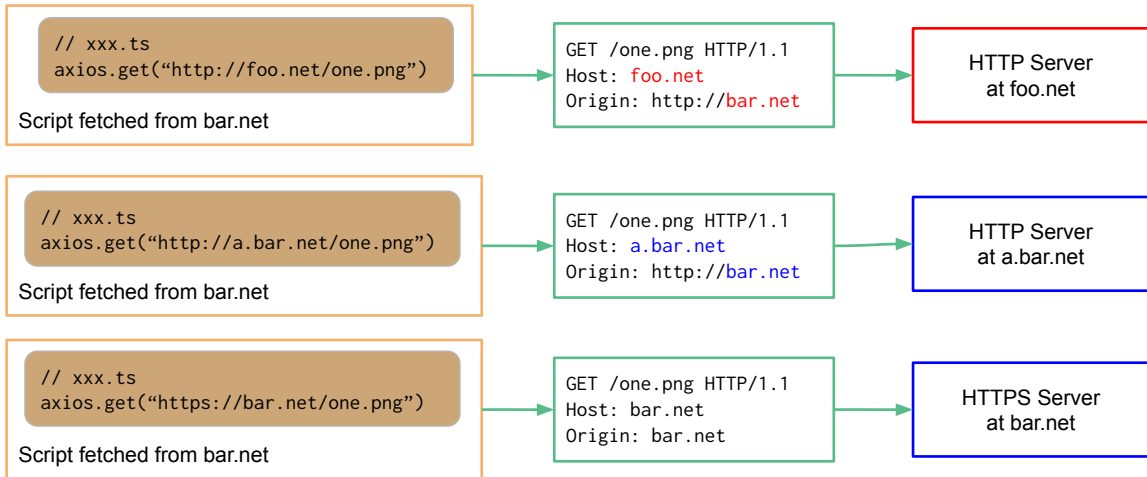 // xxx.ts
axios.get(“http://foo.net/one.png”)
Script fetched from bar.net
GET /one.png HTTP/1.1
Host: foo.net
Origin: http://bar.net
HTTP Server
at foo.net
// xxx.ts
axios.get(“http://a.bar.net/one.png”)
Script fetched from bar.net
GET /one.png HTTP/1.1
Host: a.bar.net
Origin: http://bar.net
HTTP Server
at a.bar.net
// xxx.ts
axios.get(“https://bar.net/one.png”)
Script fetched from bar.net
GET /one.png HTTP/1.1
Host: bar.net
Origin: bar.net
HTTPS Server
at bar.net